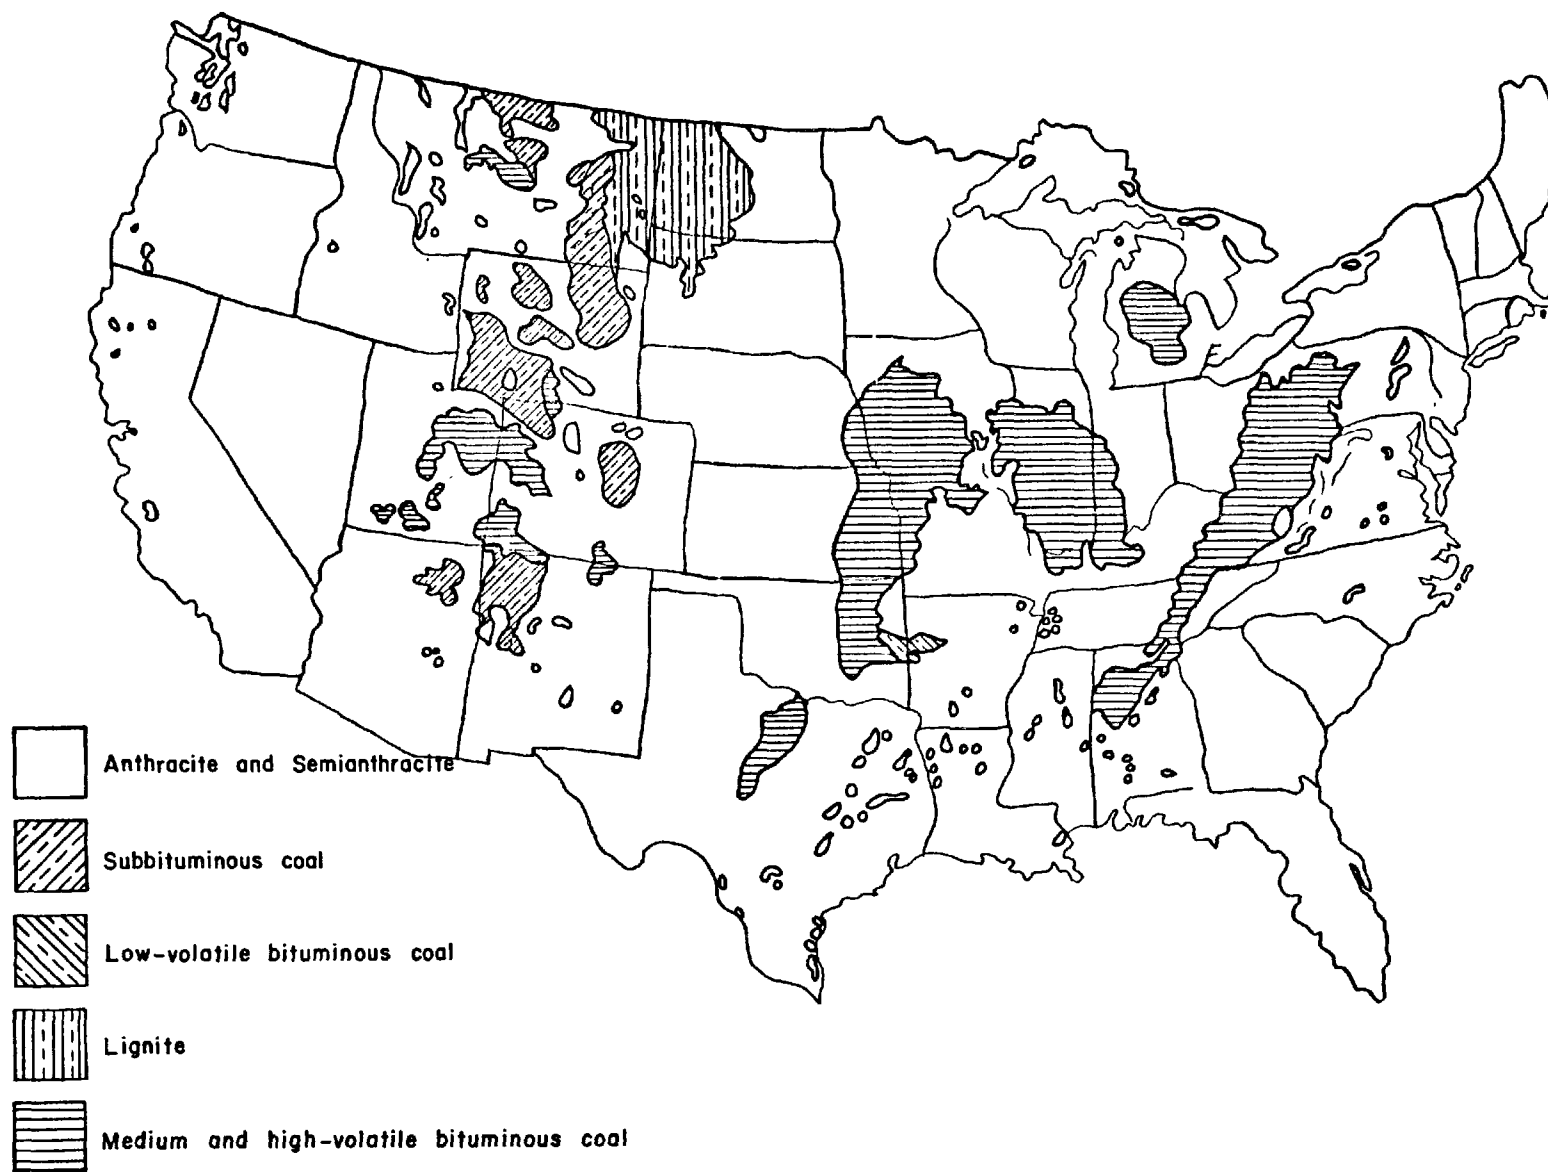 Anthracite and Semianthracite
Subbituminous coal
Low-volatile bituminous coal
Lignite
Medium and high-volatile bituminous coal